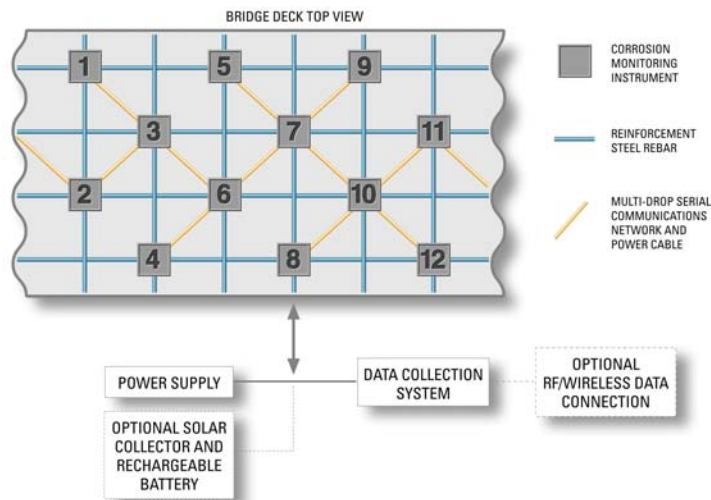 BRIDGE DECK TOP VIEW
1
5
9
3
7
11
2
6
10
4
8
12
CORROSION
MONITORING
INSTRUMENT
REINFORCEMENT
STEEL REBAR
MULTI-DROP SERIAL
COMMUNICATIONS
NETWORK AND
POWER CABLE
POWER SUPPLY
DATA COLLECTION
SYSTEM
OPTIONAL
RF/WIRELESS DATA
CONNECTION
OPTIONAL SOLAR
COLLECTOR AND
RECHARGEABLE
BATTERY